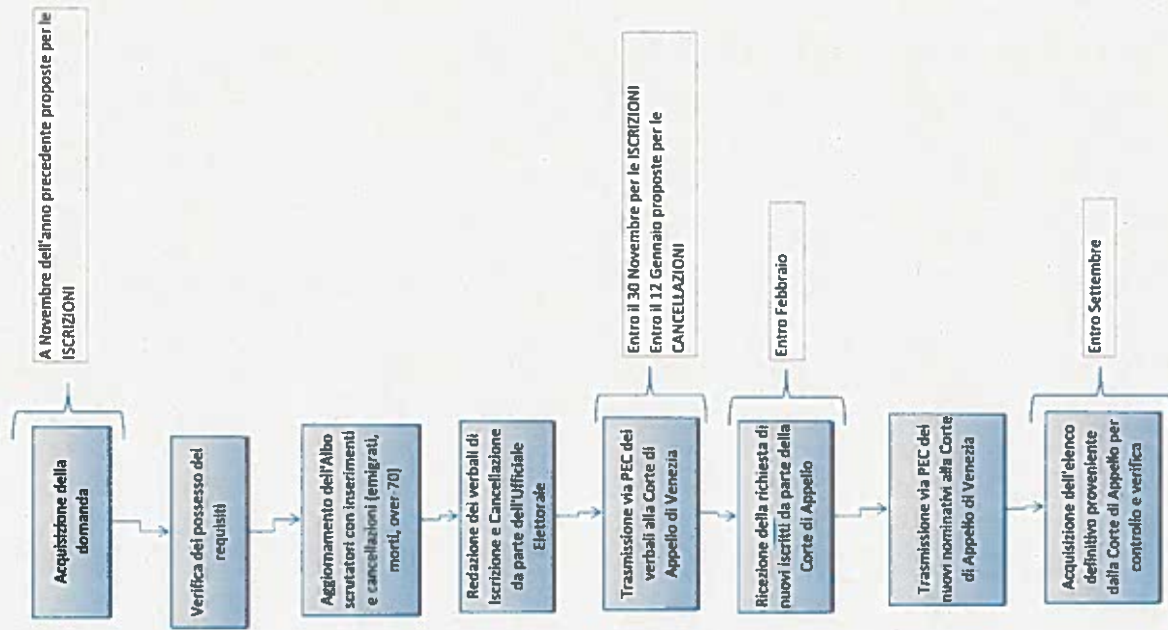 Acquisizione della
domanda
A Novembre dell'anno precedente proposte per le
ISCRIZIONI
Verifica dei possesso dei
requisiti
Aggiornamento dell'Albo
scrutatori con inserimenti
e cancellazioni (emigrati,
morti, over-70)
Redazione dei verbali di
Iscrizione e Cancellazione
da parte dell'Ufficiale
Elettorale
Trasmissione via PEC dei
verbali alla Corte di
Appello di Venezia
Entro il 30 Novembre per le ISCRIZIONI
Entro il 12 Gennaio proposte per le
CANCELLAZIONI
Ricezione della richiesta di
nuovi iscritti da parte della
Corte di Appello
Entro Febbraio
Trasmissione via PEC dei
nuovi nominativi alla Corte
di Appello di Venezia
Acquisizione dell'elenco
definitivo proveniente
dalla Corte di Appello per
controllo e verifica
Entro Settembre